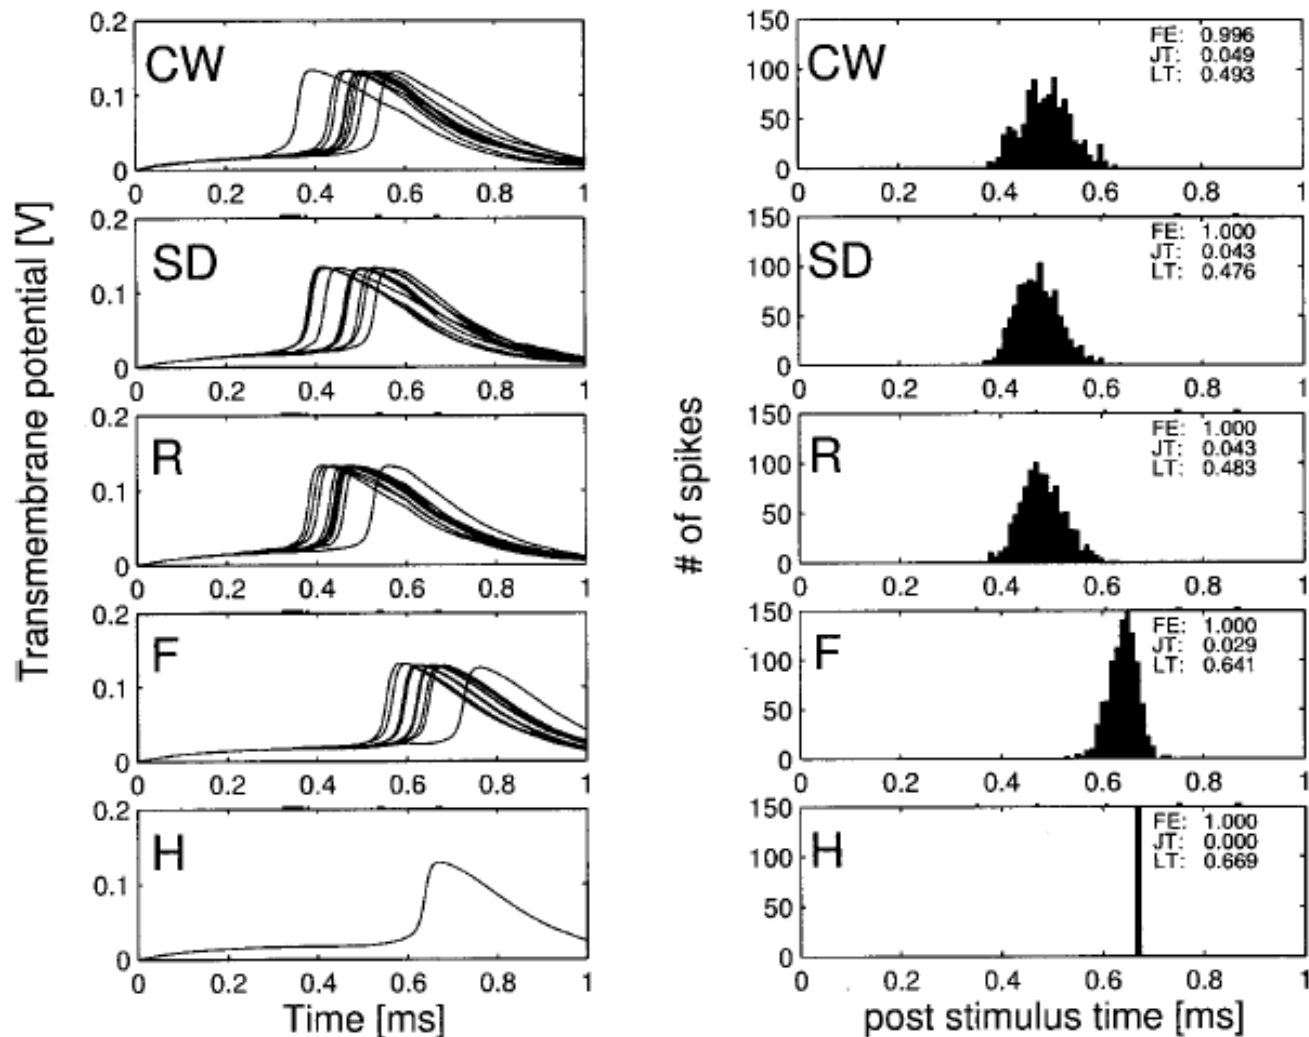 Transmembrane potential [V]
0.2
0.1
0
CW
0 0.2 0.4 0.6 0.8 1
0.2
0.1
0
SD
0 0.2 0.4 0.6 0.8 1
0.2
0.1
0
R
0 0.2 0.4 0.6 0.8 1
0.2
0.1
0
F
0 0.2 0.4 0.6 0.8 1
0.2
0.1
0
H
0 0.2 0.4 0.6 0.8 1
Time [ms]
# of spikes
150
100
50
0
CW
FE: 0.996
JT: 0.049
LT: 0.493
0 0.2 0.4 0.6 0.8 1
150
100
50
0
SD
FE: 1.000
JT: 0.043
LT: 0.476
0 0.2 0.4 0.6 0.8 1
150
100
50
0
R
FE: 1.000
JT: 0.043
LT: 0.483
0 0.2 0.4 0.6 0.8 1
150
100
50
0
F
FE: 1.000
JT: 0.029
LT: 0.641
0 0.2 0.4 0.6 0.8 1
150
100
50
0
H
FE: 1.000
JT: 0.000
LT: 0.669
0 0.2 0.4 0.6 0.8 1
post stimulus time [ms]